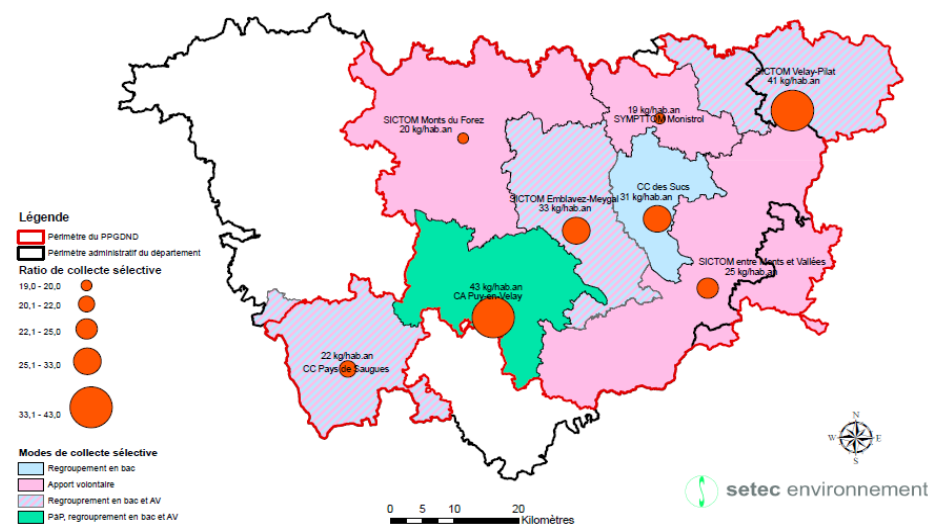 SICTOM Velay-Pilat
41 kg/hab.an
19 kg/hab.an
SYMPTTOM Monistrol
SICTOM Monts du Forez
20 kg/hab.an
CC des Sucs
31 kg/hab.an
SICTOM Emblavez-Meygal
33 kg/hab.an
SICTOM entre Monts et Vallées
25 kg/hab.an
43 kg/hab.an
CA Puy-en-Velay
22 kg/hab.an
CC Pays de Saugues
Légende
Périmètre du PPGDND
Périmètre administratif du département
Ratio de collecte sélective
19,0 - 20,0
20,1 - 22,0
22,1 - 25,0
25,1 - 33,0
33,1 - 43,0
Modes de collecte sélective
Regroupement en bac
Apport volontaire
Regrouprement en bac et AV
PàP, regroupement en bac et AV
0 5 10 20
Kilomètres
N
W E
S
setec environnement